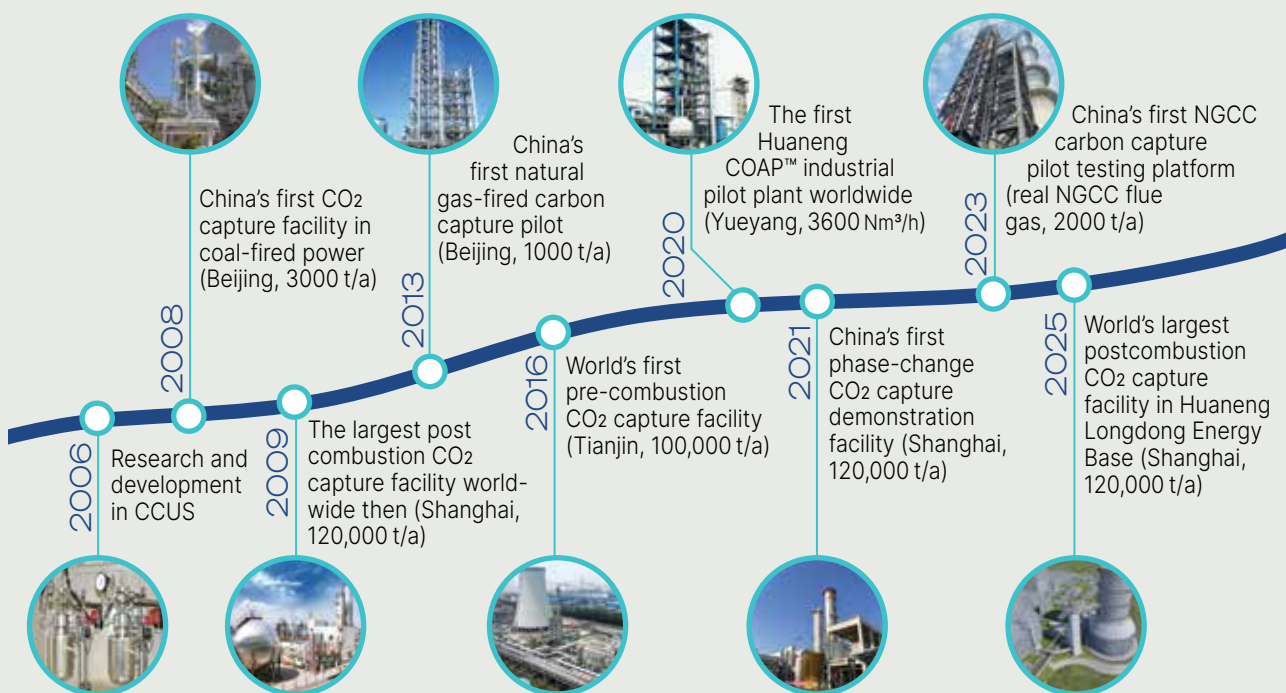 2006
Research and
development
in CCUS
2008
China's first CO2
capture facility in
coal-fired power
(Beijing, 3000 t/a)
2009
The largest post
combustion CO2
capture facility world-
wide then (Shanghai,
120,000 t/a)
2013
China's
first natural
gas-fired carbon
capture pilot
(Beijing, 1000 t/a)
2016
World's first
pre-combustion
CO2 capture facility
(Tianjin, 100,000 t/a)
2020
The first
Huaneng
COAP™ industrial
pilot plant worldwide
(Yueyang, 3600 Nm³/h)
2021
China's first
phase-change
CO2 capture
demonstration
facility (Shanghai,
120,000 t/a)
2023
China's first NGCC
carbon capture
pilot testing platform
(real NGCC flue
gas, 2000 t/a)
2025
World's largest
postcombustion
CO2 capture
facility in Huaneng
Longdong Energy
Base (Shanghai,
120,000 t/a)